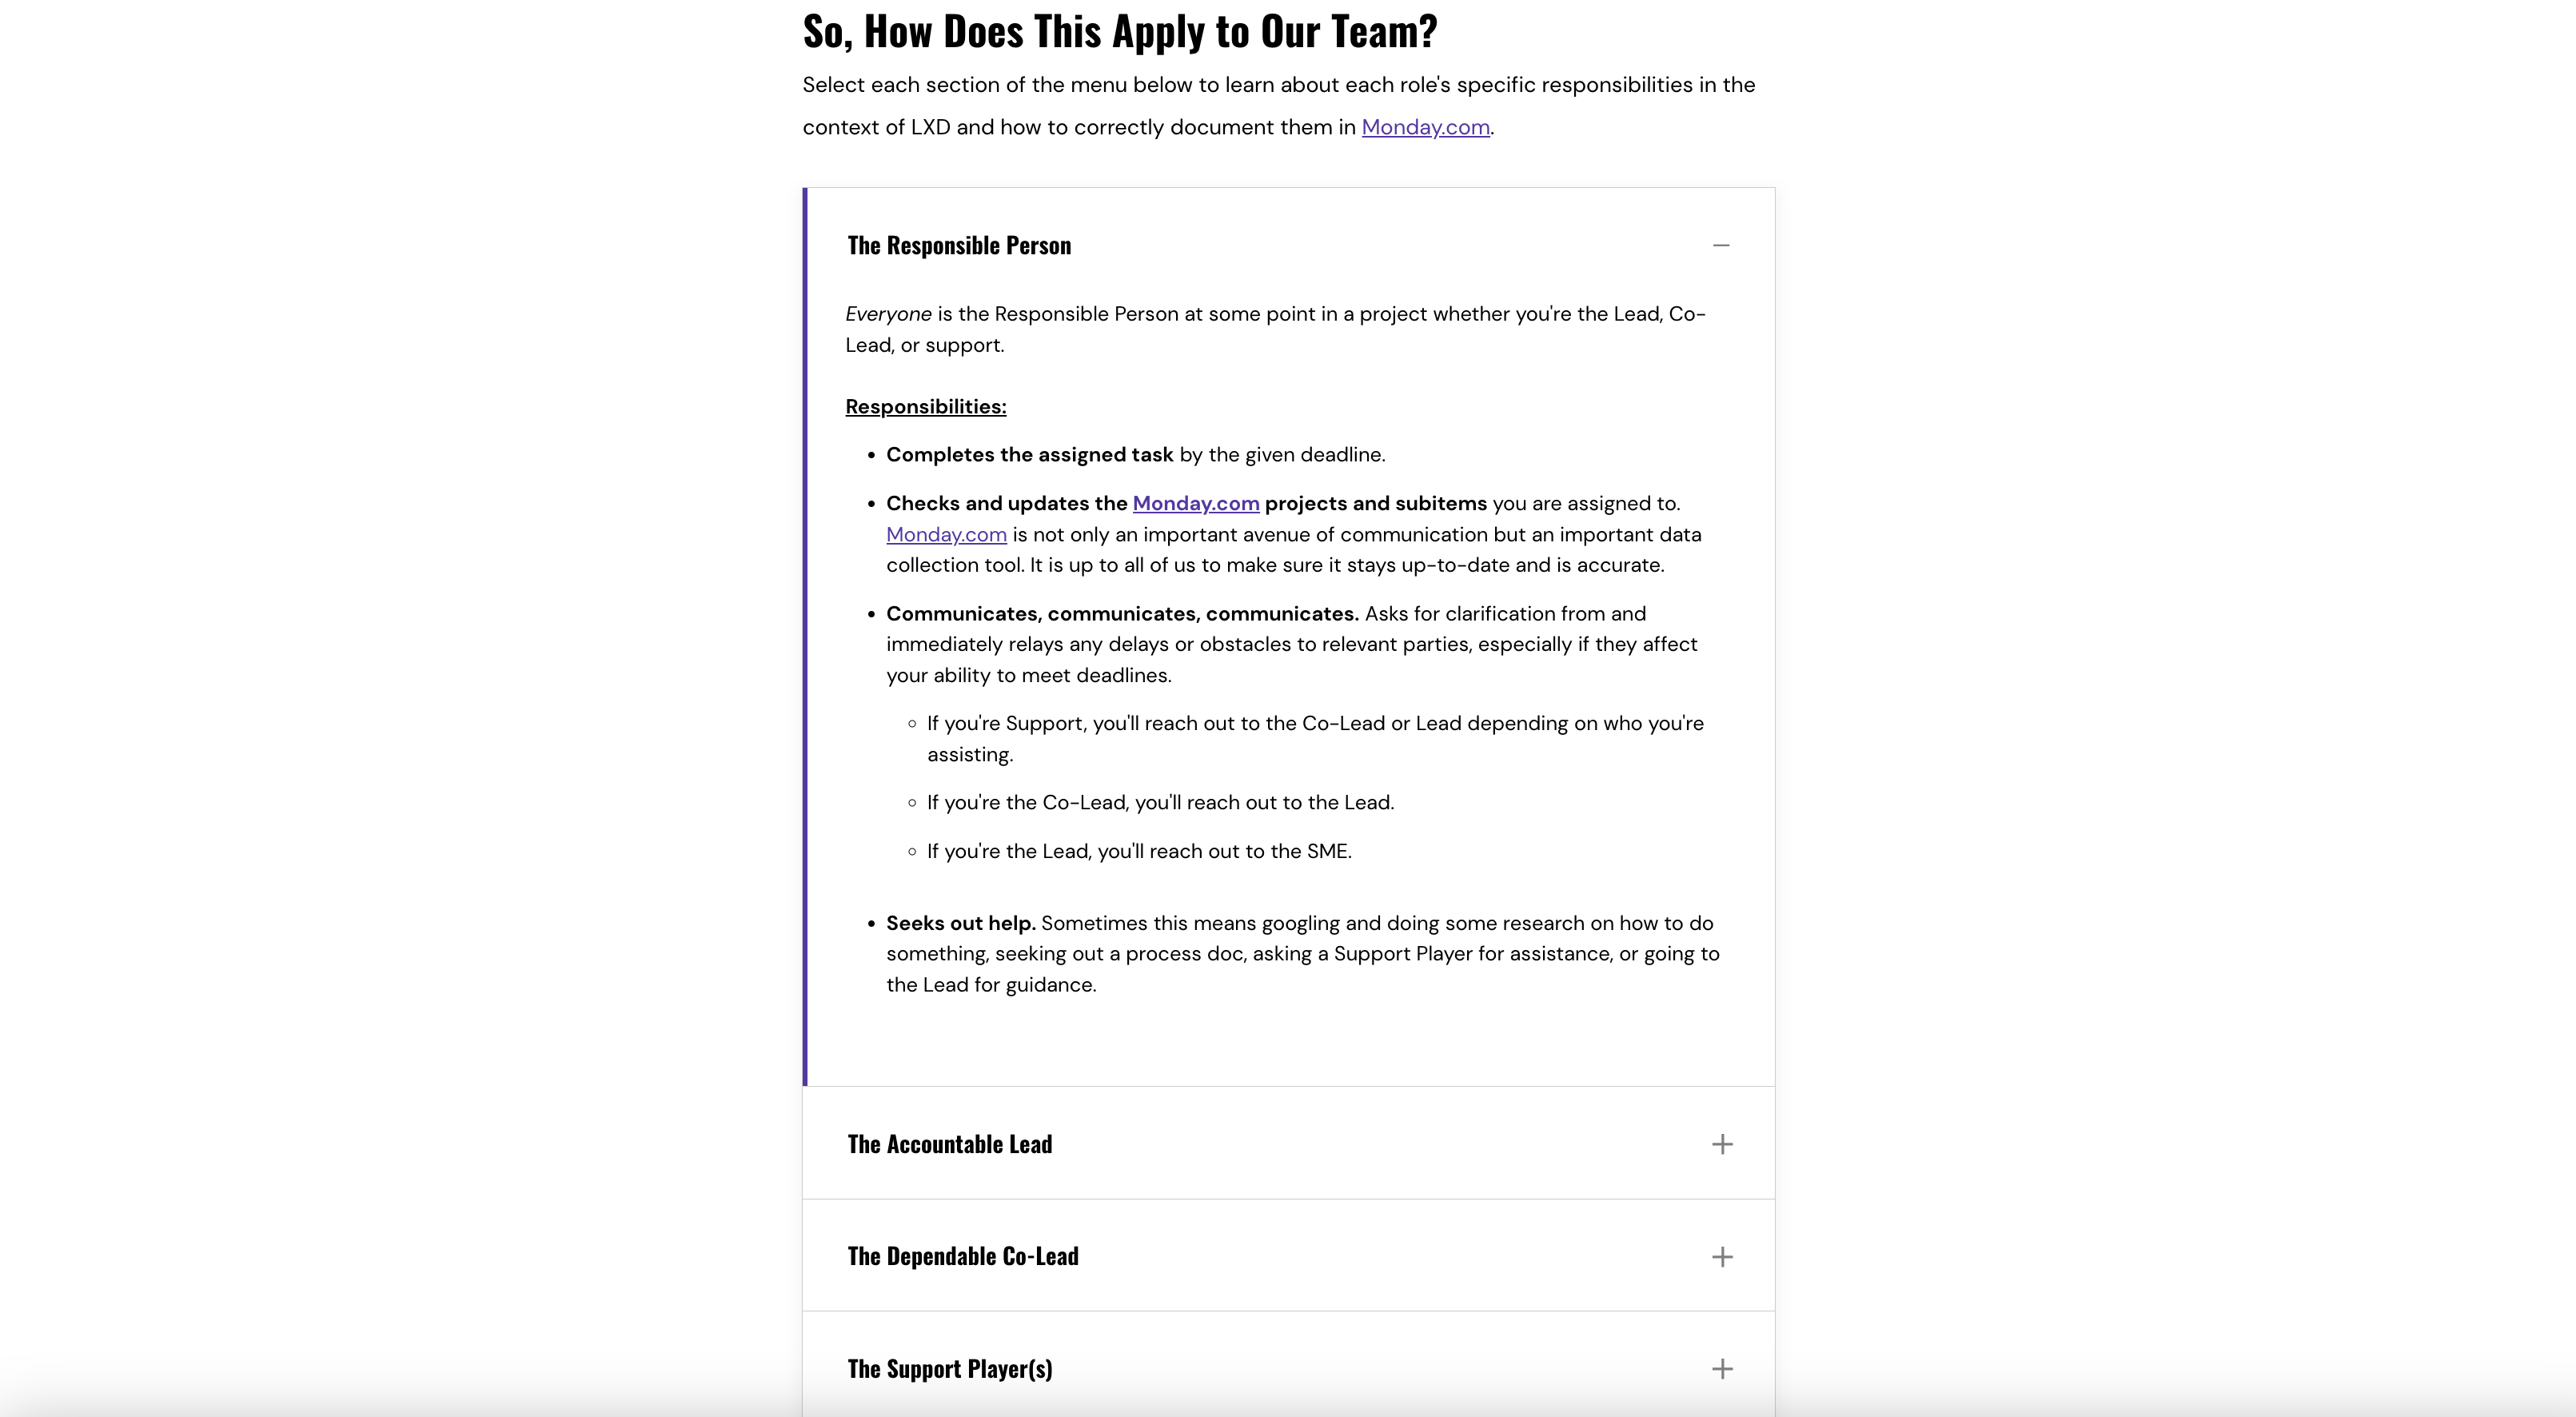 So, How Does This Apply to Our Team?
Select each section of the menu below to learn about each role's specific responsibilities in the
context of LXD and how to correctly document them in Monday.com.
The Responsible Person
Everyone is the Responsible Person at some point in a project whether you're the Lead, Co-
Lead, or support.
Responsibilities:
• Completes the assigned task by the given deadline.
• Checks and updates the Monday.com projects and subitems you are assigned to.
Monday.com is not only an important avenue of communication but an important data
collection tool. It is up to all of us to make sure it stays up-to-date and is accurate.
• Communicates, communicates, communicates. Asks for clarification from and
immediately relays any delays or obstacles to relevant parties, especially if they affect
your ability to meet deadlines.
◦ If you're Support, you'll reach out to the Co-Lead or Lead depending on who you're
assisting.
◦ If you're the Co-Lead, you'll reach out to the Lead.
◦ If you're the Lead, you'll reach out to the SME.
• Seeks out help. Sometimes this means googling and doing some research on how to do
something, seeking out a process doc, asking a Support Player for assistance, or going to
the Lead for guidance.
The Accountable Lead
The Dependable Co-Lead
The Support Player(s)